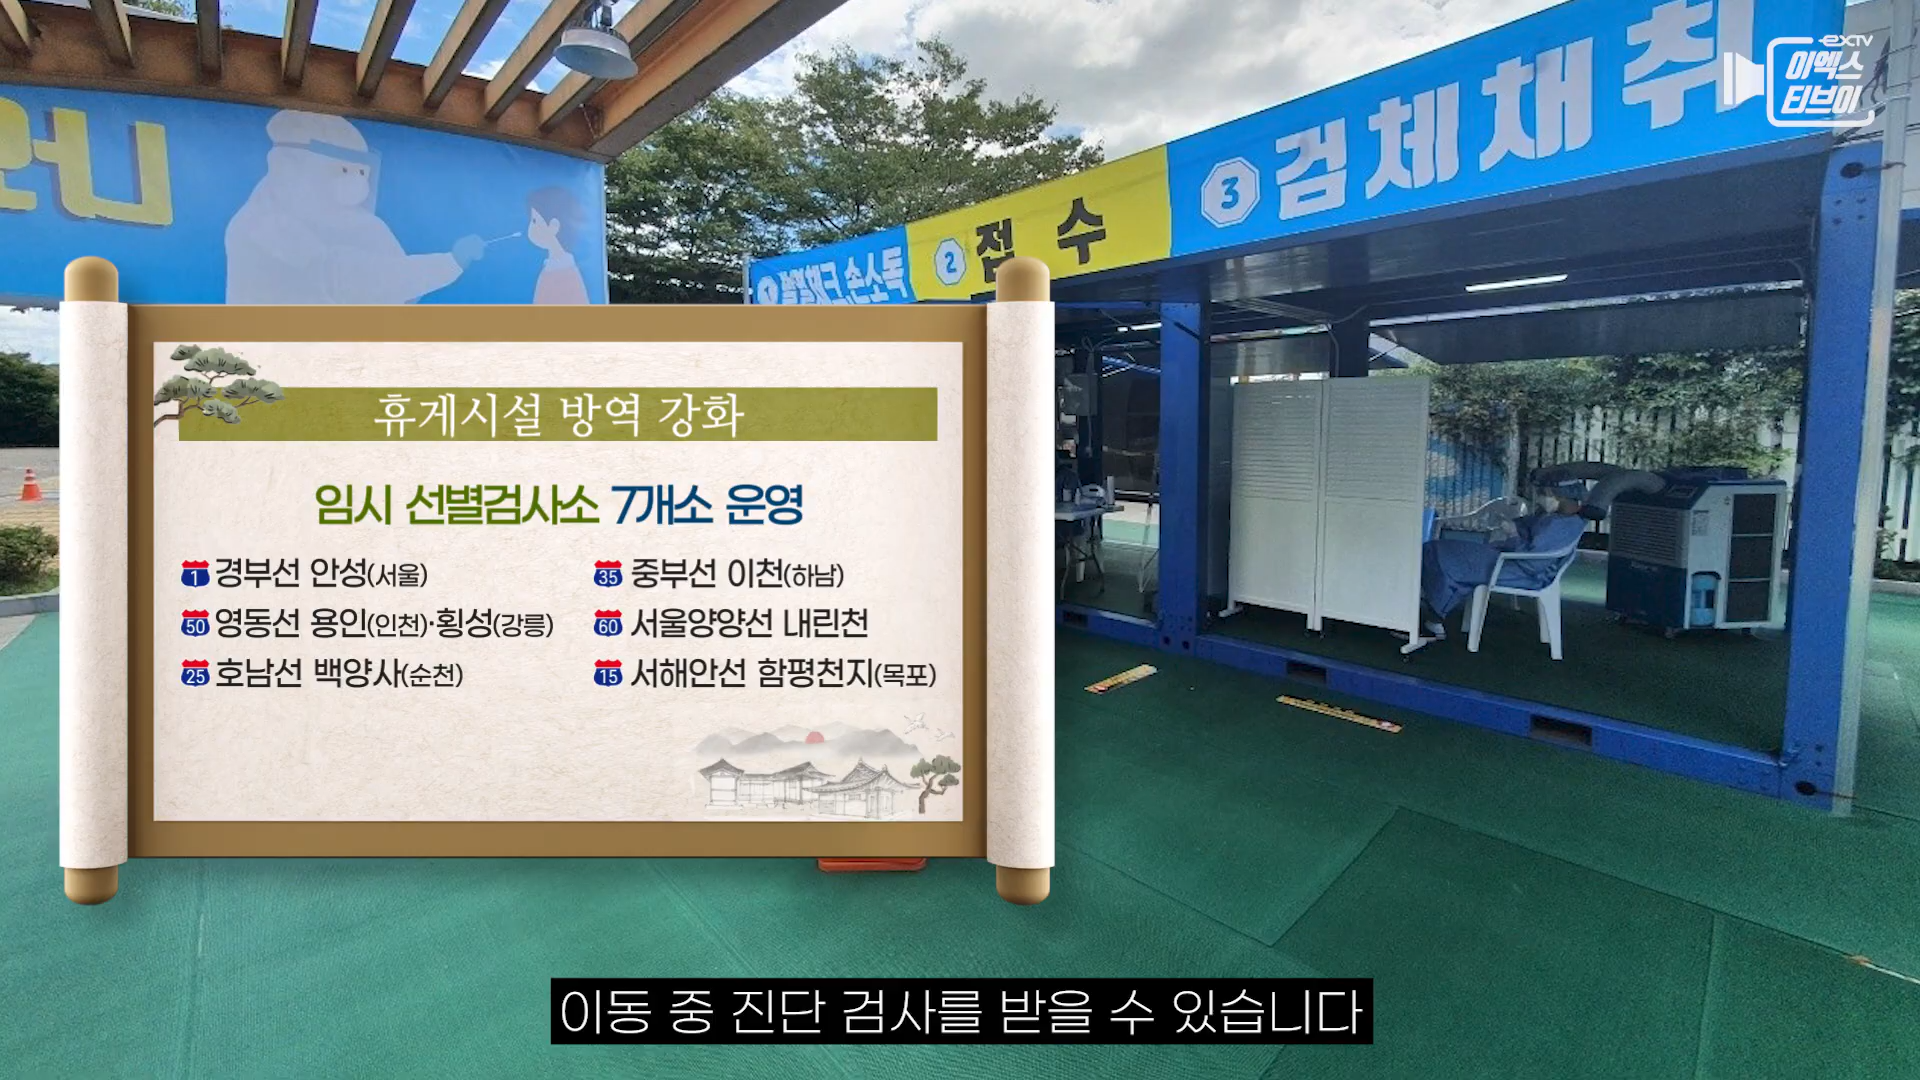 exTV
이엑스
티브이
3 검체채취
2 접 수
손소독
휴게시설 방역 강화
임시 선별검사소 7개소 운영
1 경부선 안성(서울)
35 중부선 이천(하남)
50 영동선 용인(인천)·횡성(강릉)
60 서울양양선 내린천
25 호남선 백양사(순천)
15 서해안선 함평천지(목포)
이동 중 진단 검사를 받을 수 있습니다